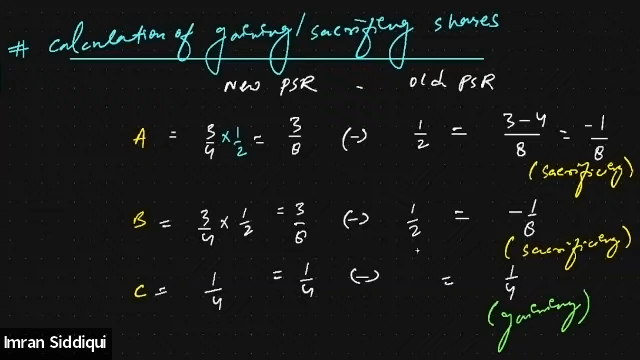 # calculation of gaining/sacrificing shares
New PSR - old PSR
A = 3/4 × 1/2 = 3/8 (-) 1/2 = 3-4/8 = -1/8
(sacrificing)
B = 3/4 × 1/2 = 3/8 (-) 1/2 = -1/8
(sacrificing)
C = 1/4 = 1/4 (-) = 1/4
(gaining)
Imran Siddiqui